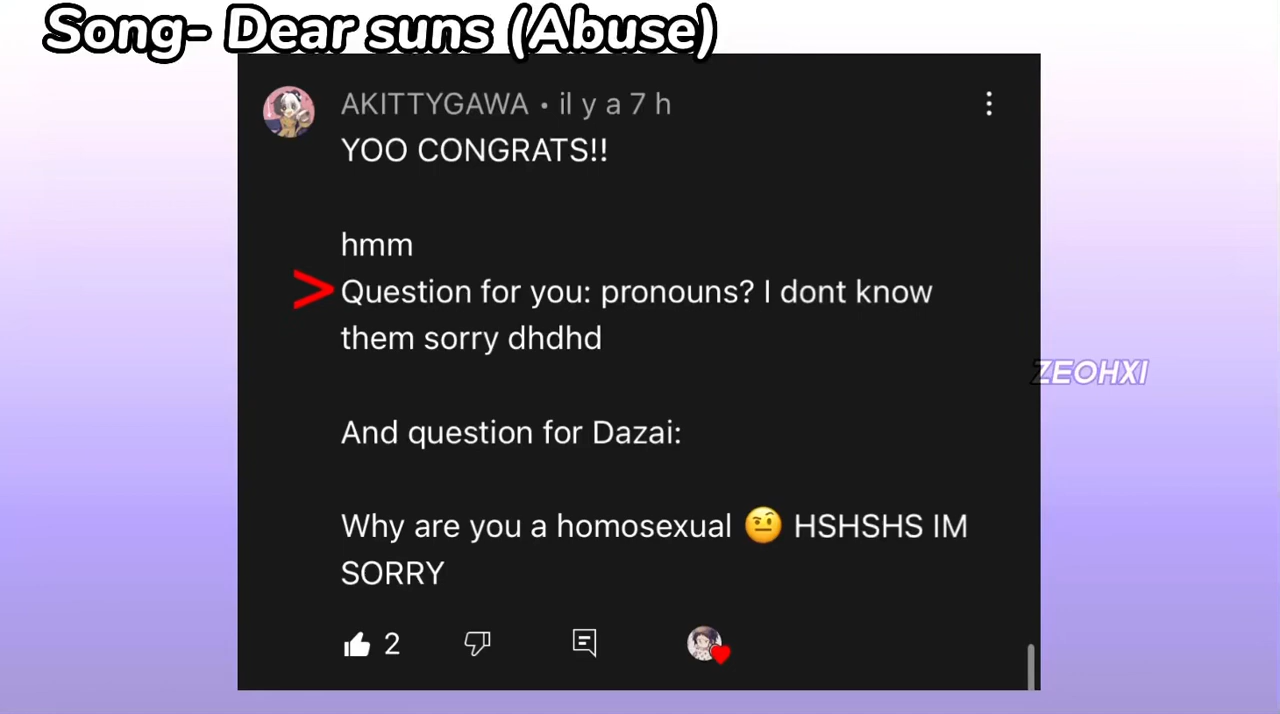 Song- Dear suns (Abuse)
AKITTYGAWA • il y a 7 h
YOO CONGRATS!!
hmm
> Question for you: pronouns? I dont know
them sorry dhdhd
ZEOHXI
And question for Dazai:
Why are you a homosexual 🤨 HSHSHS IM
SORRY
2